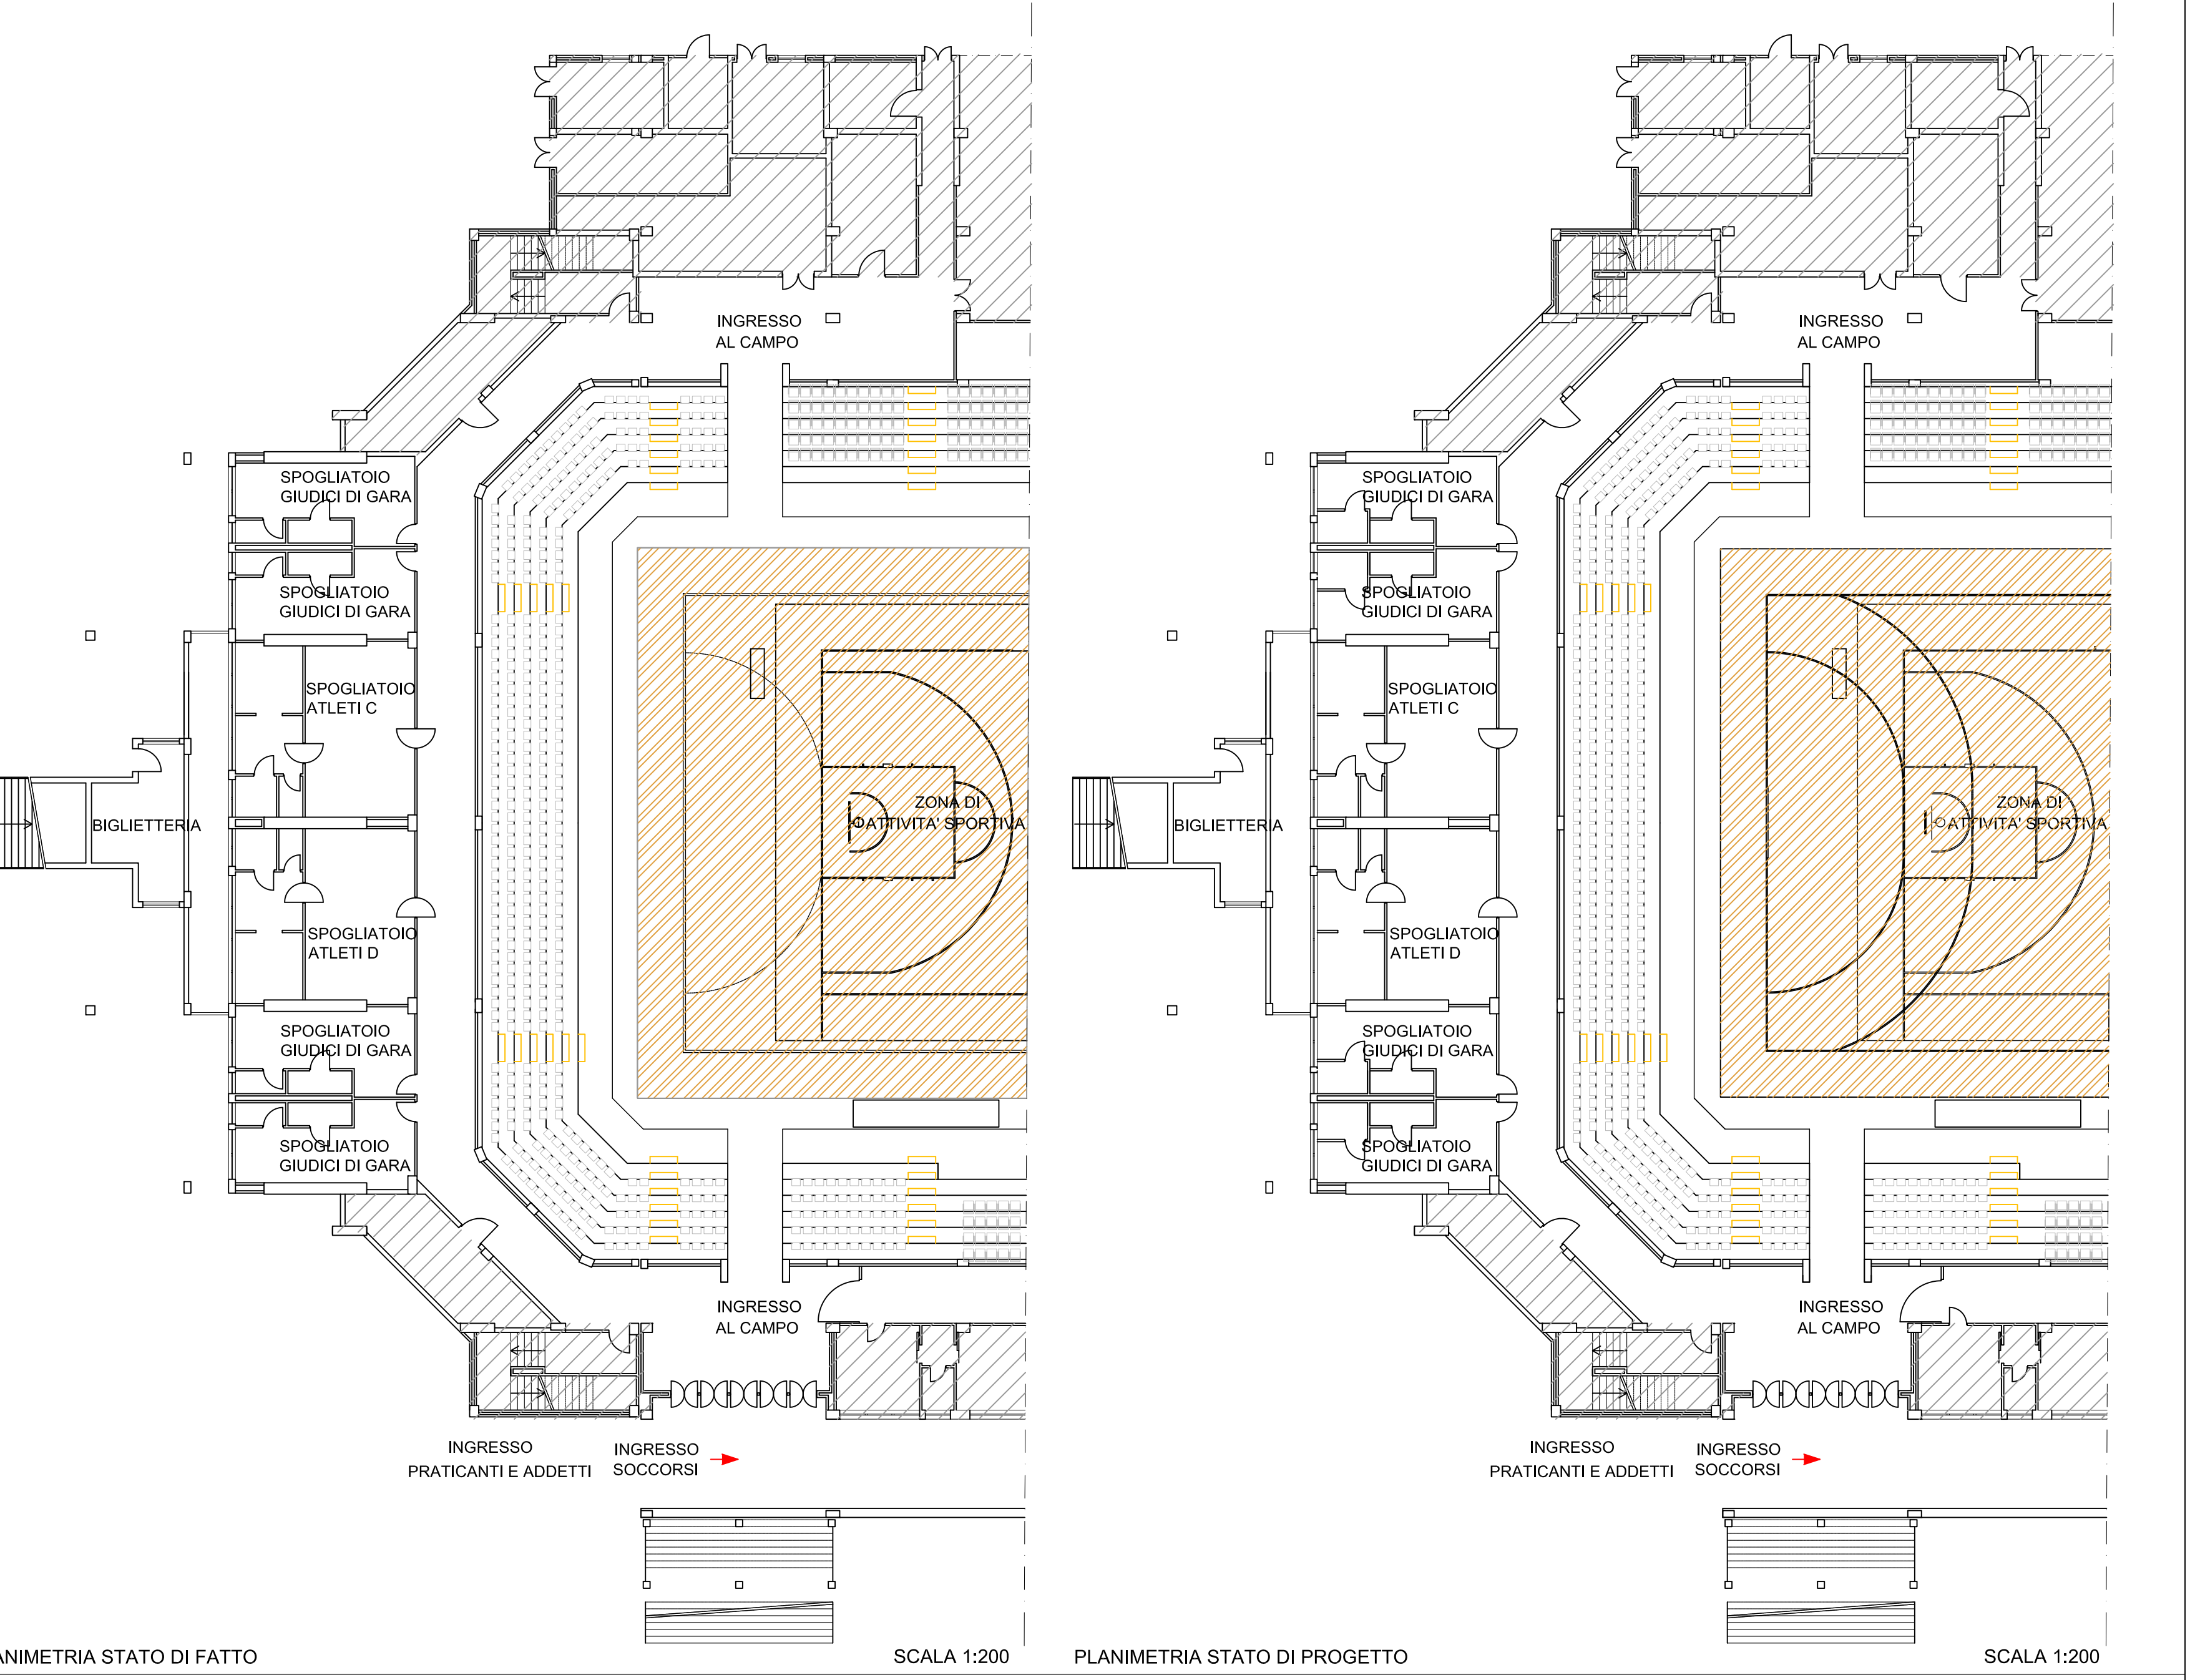 INGRESSO
AL CAMPO
SPOGLIATOIO
GIUDICI DI GARA
SPOGLIATOIO
GIUDICI DI GARA
SPOGLIATOIO
ATLETI C
BIGLIETTERIA
ZONA DI
ATTIVITA' SPORTIVA
SPOGLIATOIO
ATLETI D
SPOGLIATOIO
GIUDICI DI GARA
SPOGLIATOIO
GIUDICI DI GARA
INGRESSO
AL CAMPO
INGRESSO
PRATICANTI E ADDETTI
INGRESSO
SOCCORSI
ANIMETRIA STATO DI FATTO
SCALA 1:200
INGRESSO
AL CAMPO
SPOGLIATOIO
GIUDICI DI GARA
SPOGLIATOIO
GIUDICI DI GARA
SPOGLIATOIO
ATLETI C
BIGLIETTERIA
ZONA DI
ATTIVITA' SPORTIVA
SPOGLIATOIO
ATLETI D
SPOGLIATOIO
GIUDICI DI GARA
SPOGLIATOIO
GIUDICI DI GARA
INGRESSO
AL CAMPO
INGRESSO
PRATICANTI E ADDETTI
INGRESSO
SOCCORSI
PLANIMETRIA STATO DI PROGETTO
SCALA 1:200